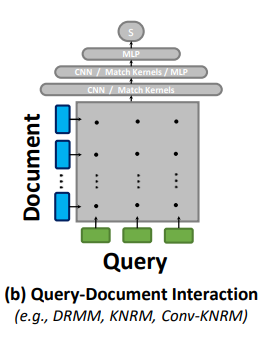 S
MLP
CNN / Match Kernels / MLP
CNN / Match Kernels
Document
Query
(b) Query-Document Interaction
(e.g., DRMM, KNRM, Conv-KNRM)